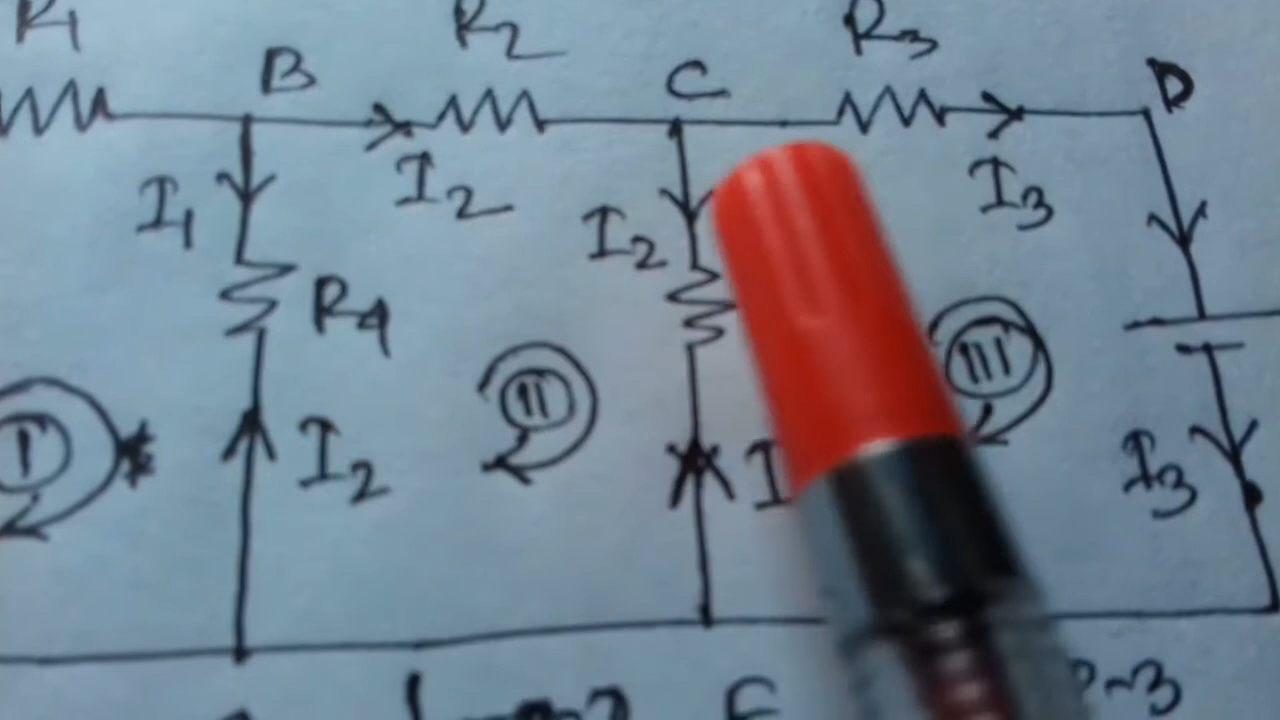 R1 R2 R3
B C D
I1 I2 I2 I3
R4
I II III
I2 I3